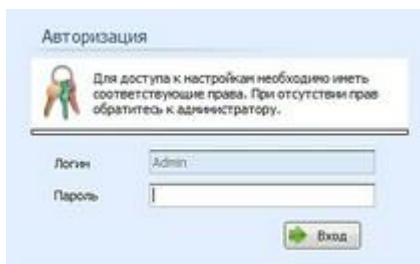 Авторизация
Для доступа к настройкам необходимо иметь
соответствующие права. При отсутствии прав
обратитесь к администратору.
Логин
Admin
Пароль
Вход